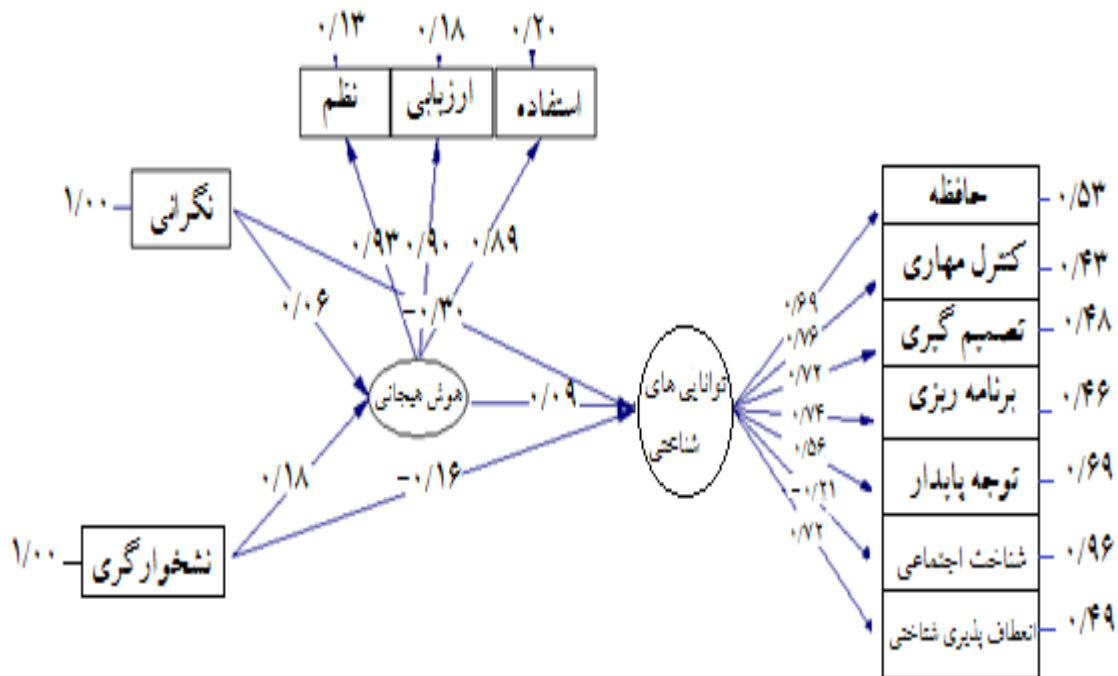 ۰/۱۳
۰/۱۸
۰/۲۰
نظم
ارزیابی
استفاده
نگرانی
۱/۰۰
۰/۹۳
۰/۹۰
۰/۸۹
۰/۰۶
-۰/۳۰
هوش هیجانی
۰/۰۹
توانایی های
شناختی
۰/۱۸
-۰/۱۶
نشخوارگری
۱/۰۰
۰/۶۹
۰/۷۶
۰/۷۲
۰/۷۴
۰/۵۶
۰-۰/۲۱
۰/۷۲
حافظه
۰/۵۳
کنترل مهاری
۰/۴۳
تصمیم گیری
۰/۴۸
برنامه ریزی
۰/۴۶
توجه پایدار
۰/۶۹
شناخت اجتماعی
۰/۹۶
انعطاف پذیری شناختی
۰/۴۹